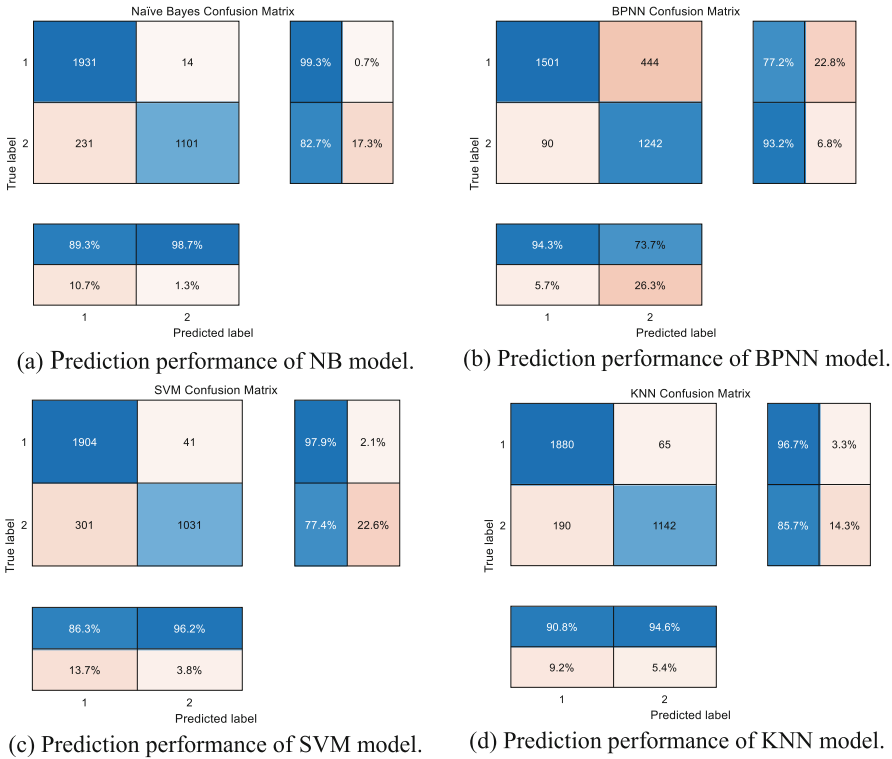 Naïve Bayes Confusion Matrix
1 1931 14 99.3% 0.7%
2 231 1101 82.7% 17.3%
True label
89.3% 98.7%
10.7% 1.3%
1 2
Predicted label
(a) Prediction performance of NB model.
BPNN Confusion Matrix
1 1501 444 77.2% 22.8%
2 90 1242 93.2% 6.8%
True label
94.3% 73.7%
5.7% 26.3%
1 2
Predicted label
(b) Prediction performance of BPNN model.
SVM Confusion Matrix
1 1904 41 97.9% 2.1%
2 301 1031 77.4% 22.6%
True label
86.3% 96.2%
13.7% 3.8%
1 2
Predicted label
(c) Prediction performance of SVM model.
KNN Confusion Matrix
1 1880 65 96.7% 3.3%
2 190 1142 85.7% 14.3%
True label
90.8% 94.6%
9.2% 5.4%
1 2
Predicted label
(d) Prediction performance of KNN model.